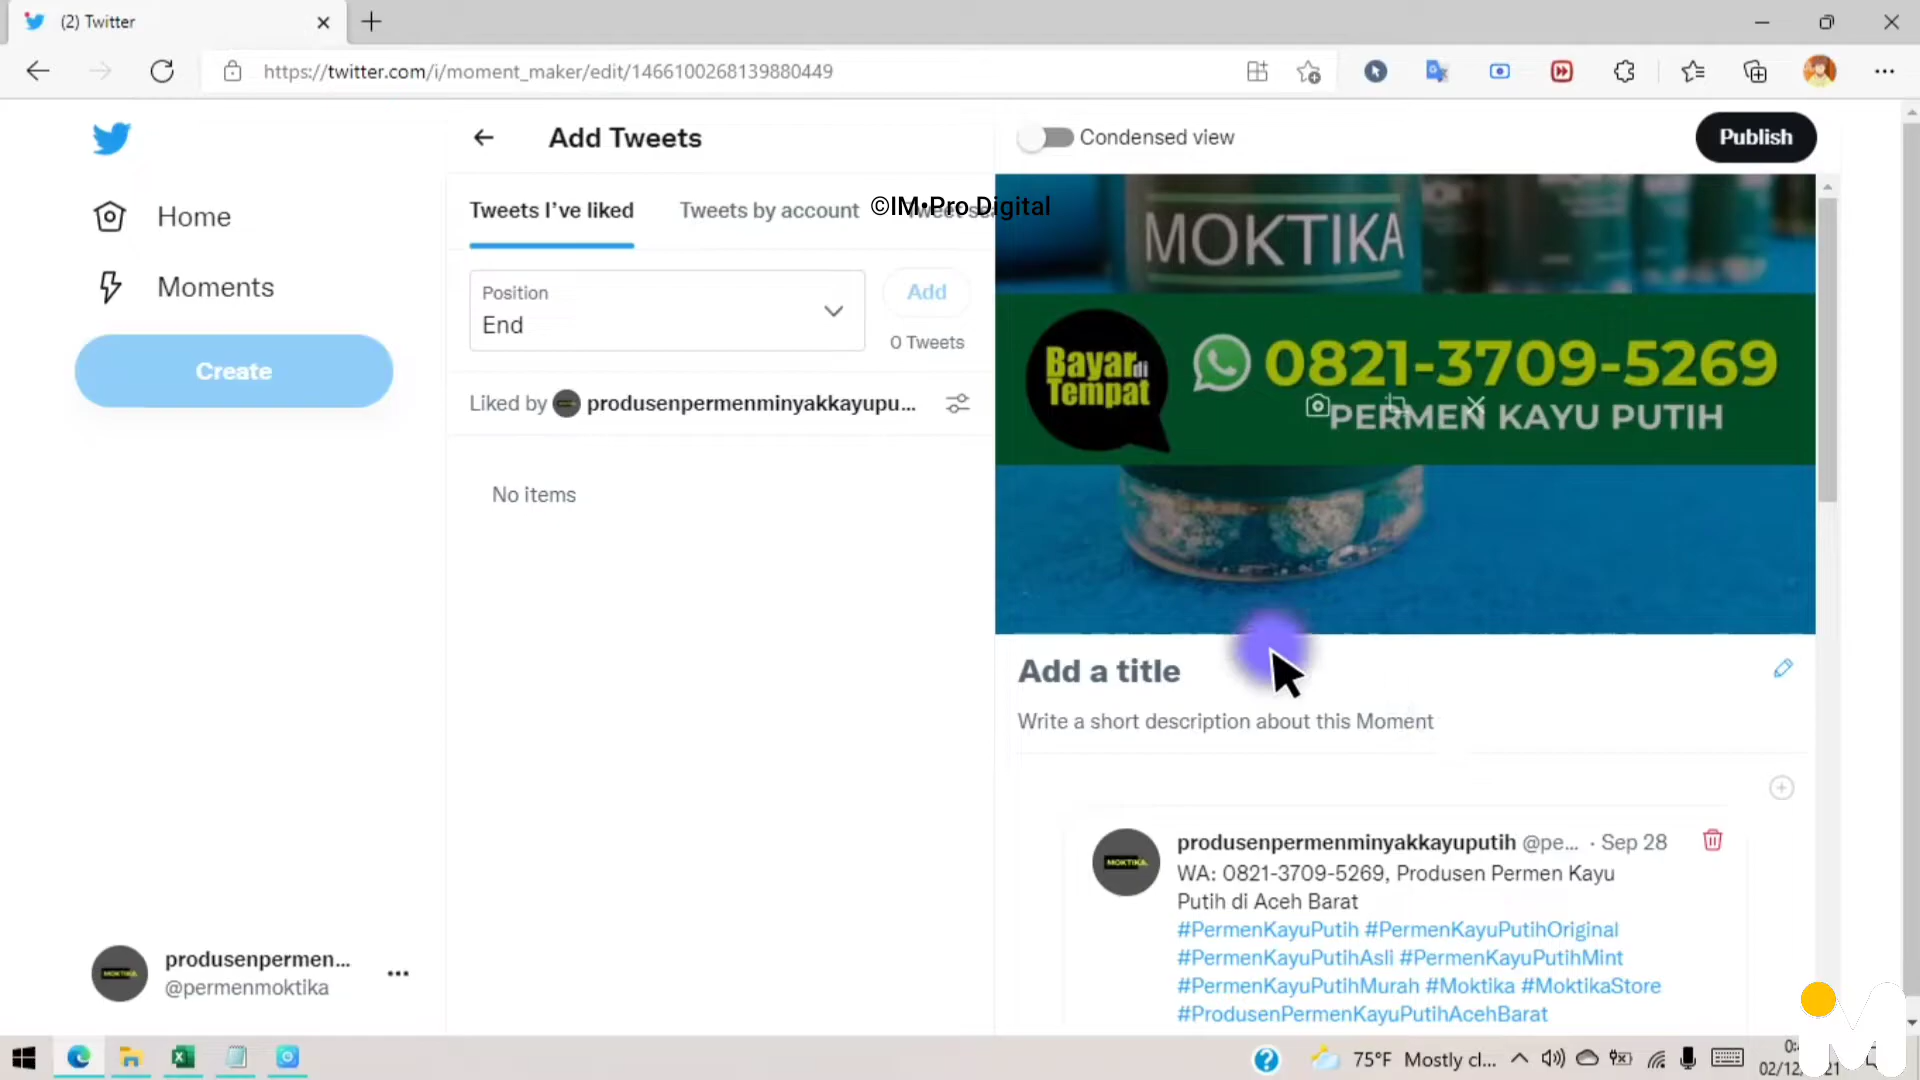 (2) Twitter
https://twitter.com/i/moment_maker/edit/1466100268139880449
Home
Moments
Create
produsenpermen...
@permenmoktika
Add Tweets
Tweets I've liked
Tweets by account
©IM•Pro Digital
Position
End
Add
0 Tweets
Liked by produsenpermenminyakkayupu...
No items
Condensed view
Publish
MOKTIKA
Bayar di
Tempat
0821-3709-5269
PERMEN KAYU PUTIH
Add a title
Write a short description about this Moment
produsenpermenminyakkayuputih @pe... · Sep 28
WA: 0821-3709-5269, Produsen Permen Kayu
Putih di Aceh Barat
#PermenKayuPutih #PermenKayuPutihOriginal
#PermenKayuPutihAsli #PermenKayuPutihMint
#PermenKayuPutihMurah #Moktika #MoktikaStore
#ProdusenPermenKayuPutihAcehBarat
MOKTIKA
MOKTIKA
75°F Mostly cl...